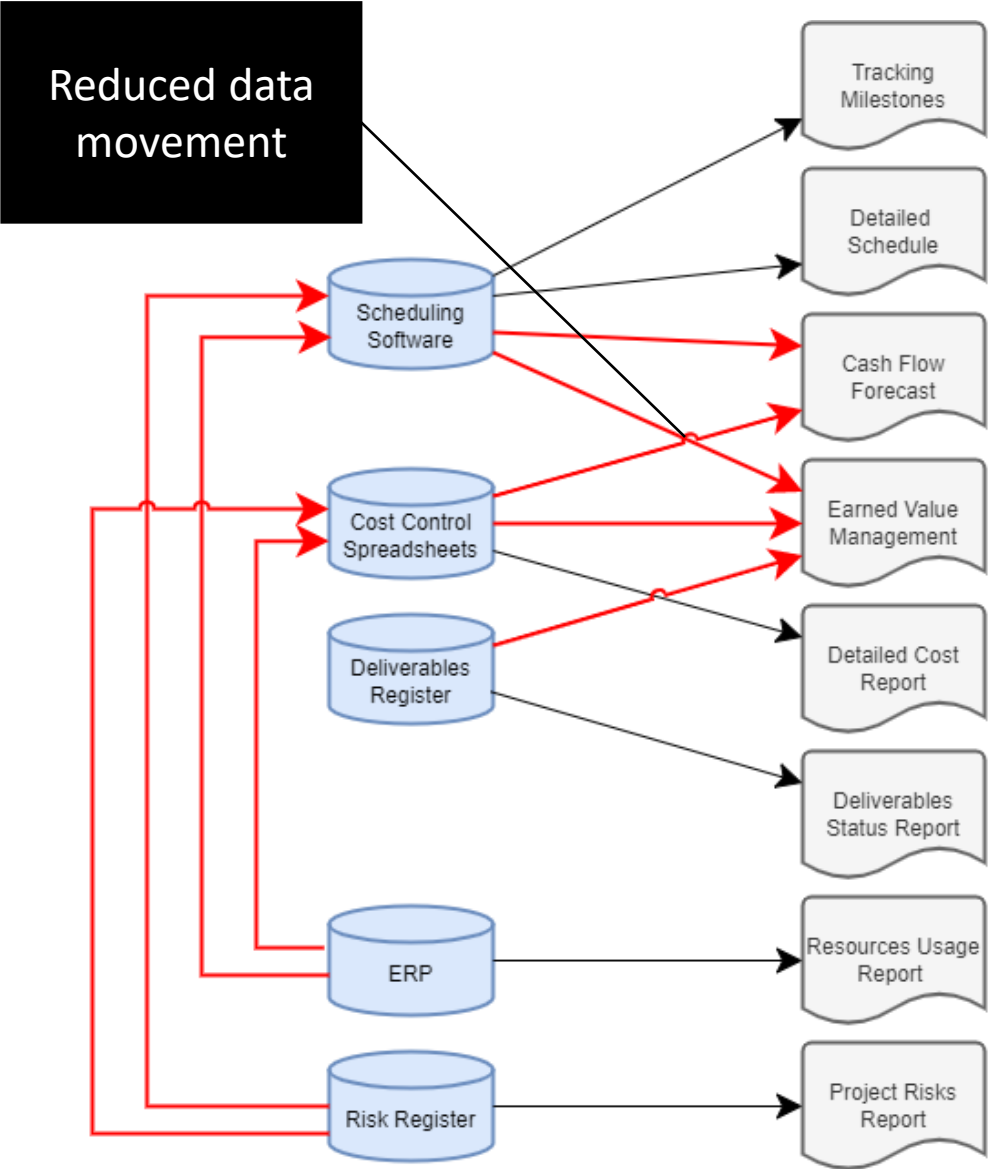 Reduced data
movement
Tracking
Milestones
Detailed
Schedule
Scheduling
Software
Cash Flow
Forecast
Cost Control
Spreadsheets
Earned Value
Management
Deliverables
Register
Detailed Cost
Report
Deliverables
Status Report
ERP
Resources Usage
Report
Risk Register
Project Risks
Report